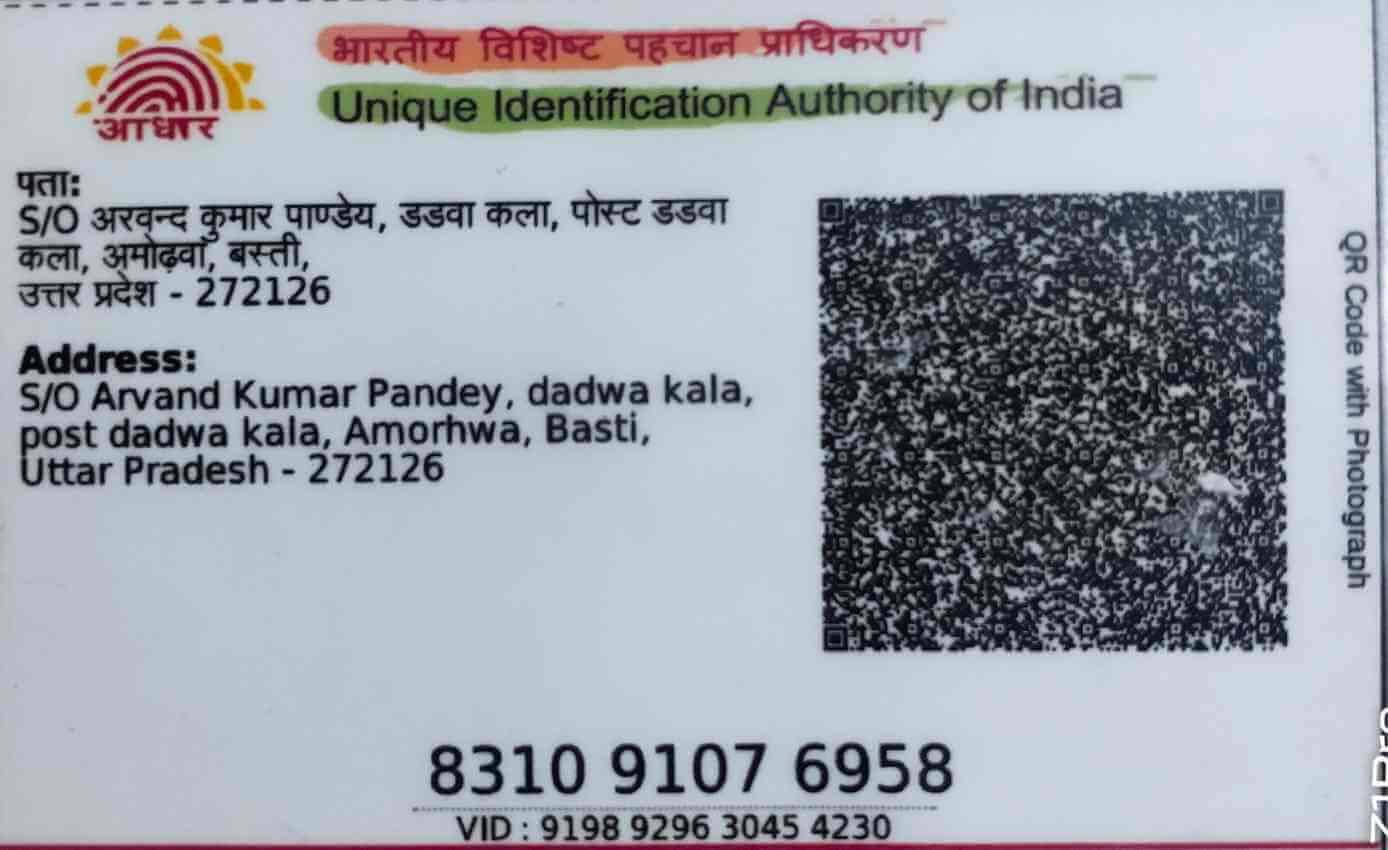 आधार
भारतीय विशिष्ट पहचान प्राधिकरण
Unique Identification Authority of India
पता:
S/O अरवन्द कुमार पाण्डेय, डडवा कला, पोस्ट डडवा
कला, अमोढ़वा, बस्ती,
उत्तर प्रदेश - 272126
Address:
S/O Arvand Kumar Pandey, dadwa kala,
post dadwa kala, Amorhwa, Basti,
Uttar Pradesh - 272126
QR Code with Photograph
8310 9107 6958
VID : 9198 9296 3045 4230
Z1Pro